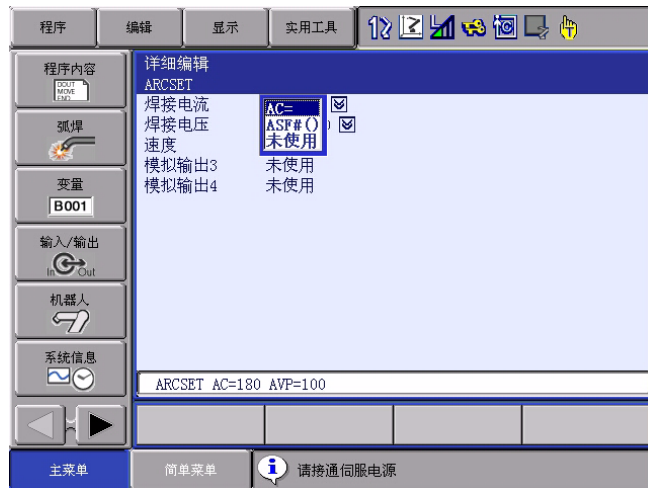 程序 编辑 显示 实用工具
程序内容
DOUT
MOVE
END
弧焊
变量
B001
输入/输出
In Out
机器人
系统信息
详细编辑
ARCSET
焊接电流 AC=
焊接电压 ASF#()
速度 未使用
模拟输出3 未使用
模拟输出4 未使用
ARCSET AC=180 AVP=100
主菜单 简单菜单 请接通伺服电源